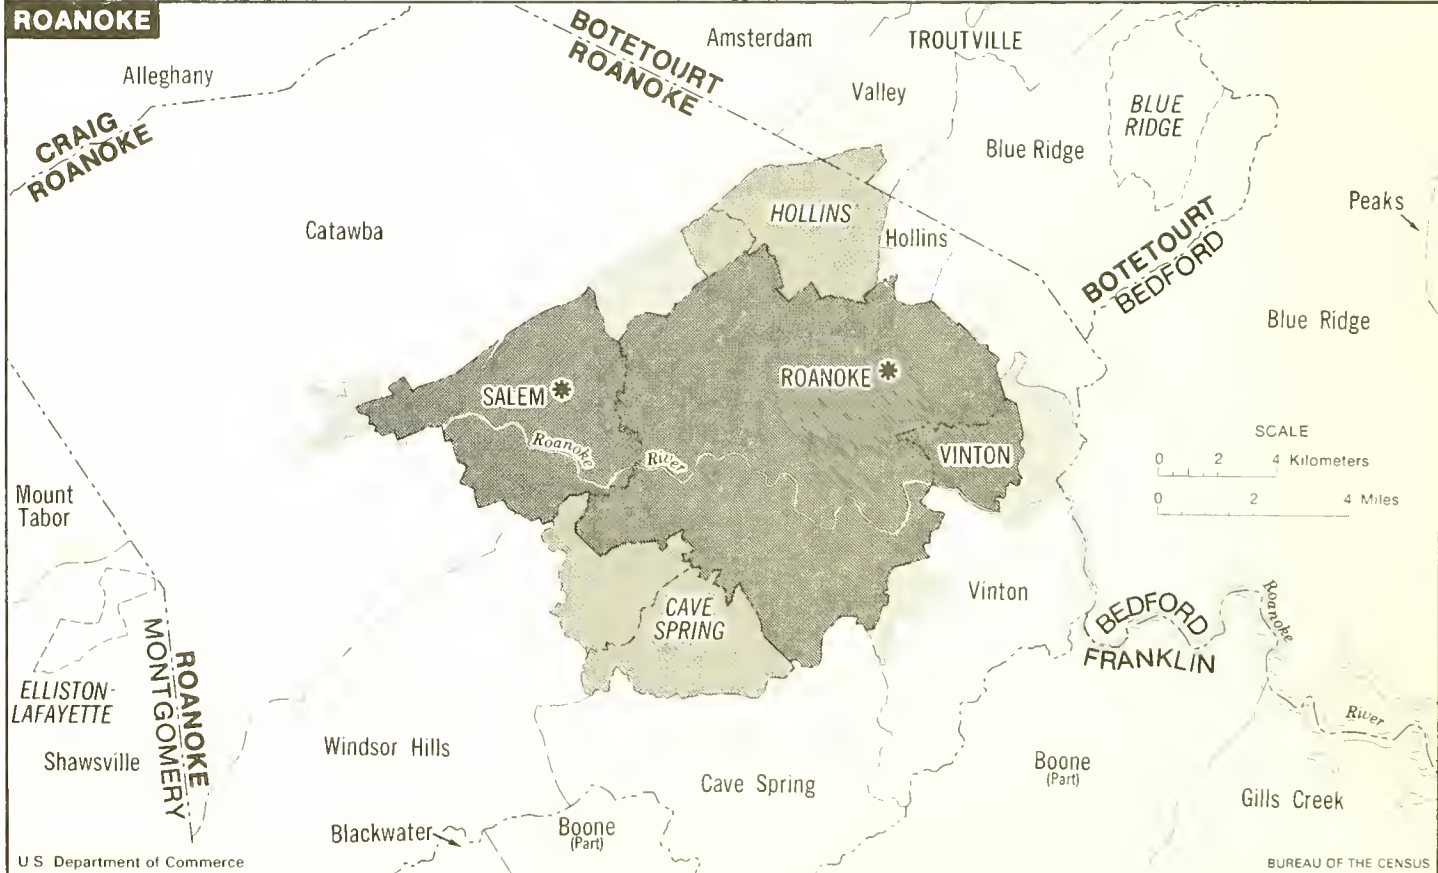 ROANOKE
BOTETOURT
ROANOKE
Amsterdam
TROUTVILLE
Alleghany
Valley
BLUE
RIDGE
CRAIG
ROANOKE
Blue Ridge
Peaks
HOLLINS
Catawba
Hollins
BOTETOURT
BEDFORD
Blue Ridge
SALEM
ROANOKE
SCALE
0 2 4 Kilometers
0 2 4 Miles
Roanoke
River
VINTON
Mount
Tabor
CAVE
SPRING
Vinton
Roanoke
BEDFORD
FRANKLIN
ROANOKE
MONTGOMERY
ELLISTON-
LAFAYETTE
River
Shawsville
Windsor Hills
Cave Spring
Boone
(Part)
Gills Creek
Blackwater
Boone
(Part)
U S Department of Commerce
BUREAU OF THE CENSUS